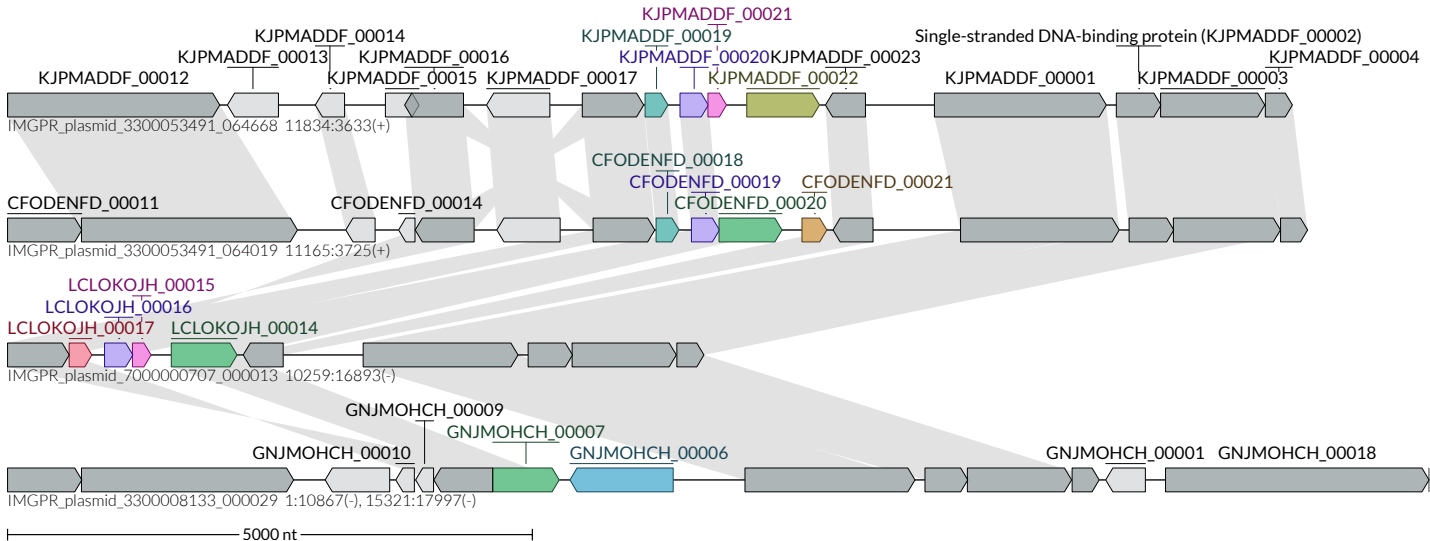 KJPMADDF_00021
KJPMADDF_00014 KJPMADDF_00019 Single-stranded DNA-binding protein (KJPMADDF_00002)
KJPMADDF_00013 KJPMADDF_00016 KJPMADDF_00020 KJPMADDF_00023 KJPMADDF_00004
KJPMADDF_00012 KJPMADDF_00015 KJPMADDF_00017 KJPMADDF_00022 KJPMADDF_00001 KJPMADDF_00003
IMGPR_plasmid_3300053491_064668 11834:3633(+)
CFODENFD_00018
CFODENFD_00019 CFODENFD_00021
CFODENFD_00011 CFODENFD_00014 CFODENFD_00020
IMGPR_plasmid_3300053491_064019 11165:3725(+)
LCLOKOJH_00015
LCLOKOJH_00016
LCLOKOJH_00017 LCLOKOJH_00014
IMGPR_plasmid_7000000707_000013 10259:16893(-)
GNJMOHCH_00009
GNJMOHCH_00007
GNJMOHCH_00010 GNJMOHCH_00006 GNJMOHCH_00001 GNJMOHCH_00018
IMGPR_plasmid_3300008133_000029 1:10867(-), 15321:17997(-)
5000 nt